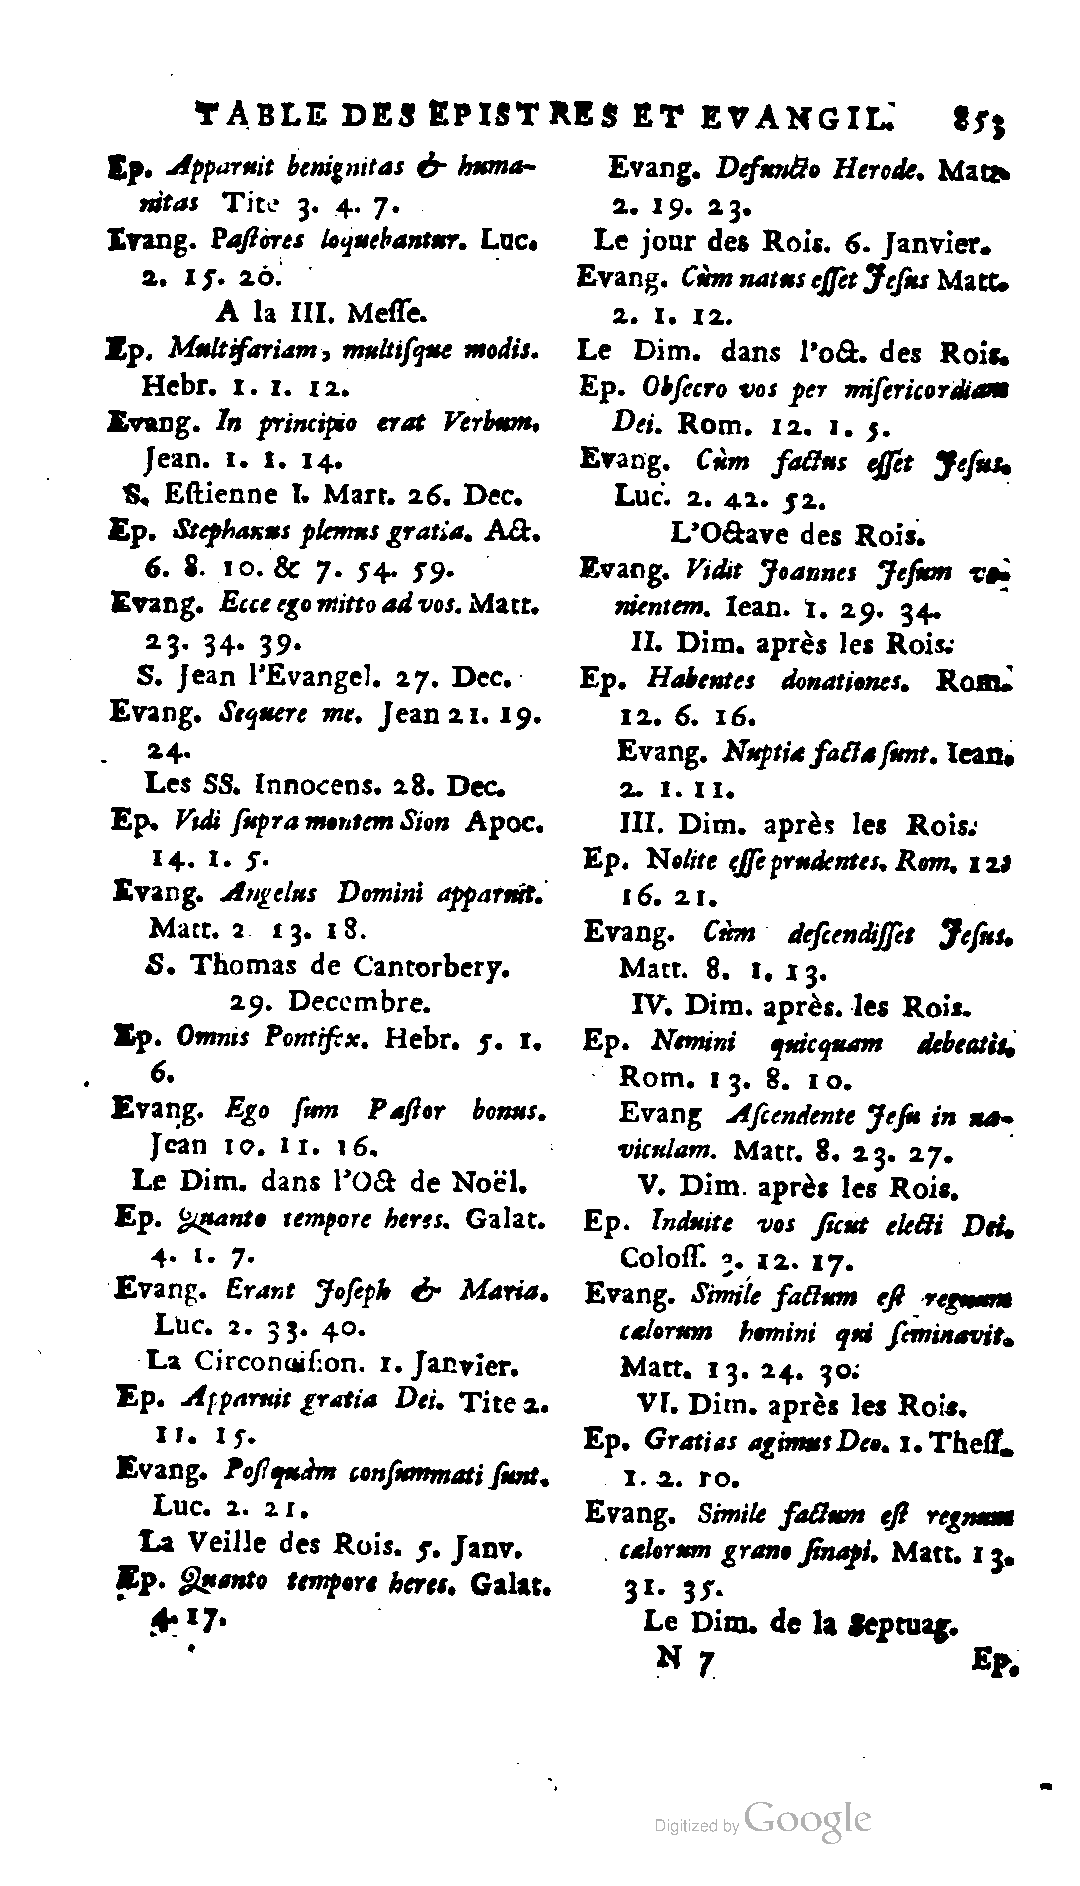 TABLE DES EPISTRES ET EVANGIL. 853
Ep. Apparuit benignitas & huma-
nitas Tite 3. 4. 7.
Evang. Paſtores loquebantur. Luc.
2. 15. 20.
A la III. Meſſe.
Ep. Multifariam, multiſque modis.
Hebr. 1. 1. 12.
Evang. In principio erat Verbum.
Jean. 1. 1. 14.
S. Eſtienne I. Mart. 26. Dec.
Ep. Stephanus plenus gratia. Act.
6. 8. 10. & 7. 54. 59.
Evang. Ecce ego mitto ad vos. Matt.
23. 34. 39.
S. Jean l'Evangel. 27. Dec.
Evang. Sequere me. Jean 21. 19.
24.
Les SS. Innocens. 28. Dec.
Ep. Vidi ſupra montem Sion Apoc.
14. 1. 5.
Evang. Angelus Domini apparuit.
Matt. 2 13. 18.
S. Thomas de Cantorbery.
29. Decembre.
Ep. Omnis Pontifex. Hebr. 5. 1.
6.
Evang. Ego ſum Paſtor bonus.
Jean 10. 11. 16.
Le Dim. dans l'Oct de Noël.
Ep. Quanto tempore heres. Galat.
4. 1. 7.
Evang. Erant Joſeph & Maria.
Luc. 2. 33. 40.
La Circonciſion. 1. Janvier.
Ep. Apparuit gratia Dei. Tite 2.
11. 15.
Evang. Poſtquàm conſummati ſunt.
Luc. 2. 21.
La Veille des Rois. 5. Janv.
Ep. Quanto tempore heres. Galat.
4. 17.
Evang. Defuncto Herode. Matt.
2. 19. 23.
Le jour des Rois. 6. Janvier.
Evang. Cùm natus eſſet Jeſus Matt.
2. 1. 12.
Le Dim. dans l'oct. des Rois.
Ep. Obſecro vos per miſericordiam
Dei. Rom. 12. 1. 5.
Evang. Cùm factus eſſet Jeſus.
Luc. 2. 42. 52.
L'Octave des Rois.
Evang. Vidit Joannes Jeſum ve-
nientem. Iean. 1. 29. 34.
II. Dim. après les Rois.
Ep. Habentes donationes. Rom.
12. 6. 16.
Evang. Nuptiæ facta ſunt. Iean.
2. 1. 11.
III. Dim. après les Rois.
Ep. Nolite eſſe prudentes. Rom. 12.
16. 21.
Evang. Cùm deſcendiſſet Jeſus.
Matt. 8. 1. 13.
IV. Dim. après. les Rois.
Ep. Nemini quicquam debeatis.
Rom. 13. 8. 10.
Evang Aſcendente Jeſu in na-
viculam. Matt. 8. 23. 27.
V. Dim. après les Rois.
Ep. Induite vos ſicut electi Dei.
Coloſſ. 3. 12. 17.
Evang. Simile factum eſt regnum
cælorum homini qui ſeminavit.
Matt. 13. 24. 30.
VI. Dim. après les Rois.
Ep. Gratias agimus Deo. 1. Theſſ.
1. 2. 10.
Evang. Simile factum eſt regnum
cælorum grano ſinapi. Matt. 13.
31. 35.
Le Dim. de la Septuag.
N 7 Ep.
Digitized by Google